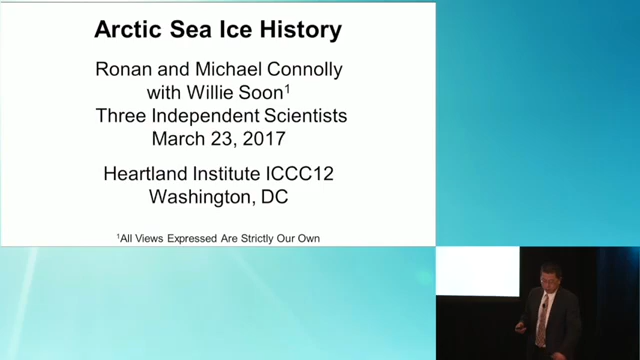 Arctic Sea Ice History
Ronan and Michael Connolly
with Willie Soon1
Three Independent Scientists
March 23, 2017
Heartland Institute ICCC12
Washington, DC
1All Views Expressed Are Strictly Our Own